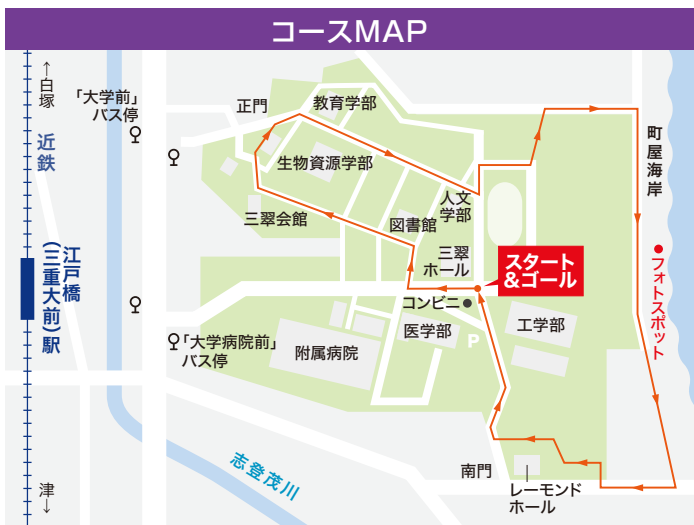 コースMAP
↑白塚
「大学前」
バス停
正門
教育学部
近鉄
生物資源学部
町屋海岸
三翠会館
人文
学部
図書館
江戸橋
(三重大前)駅
三翠
ホール
スタート
&ゴール
フォトスポット
コンビニ
医学部
工学部
P
「大学病院前」
バス停
附属病院
志登茂川
南門
レーモンド
ホール
津↓